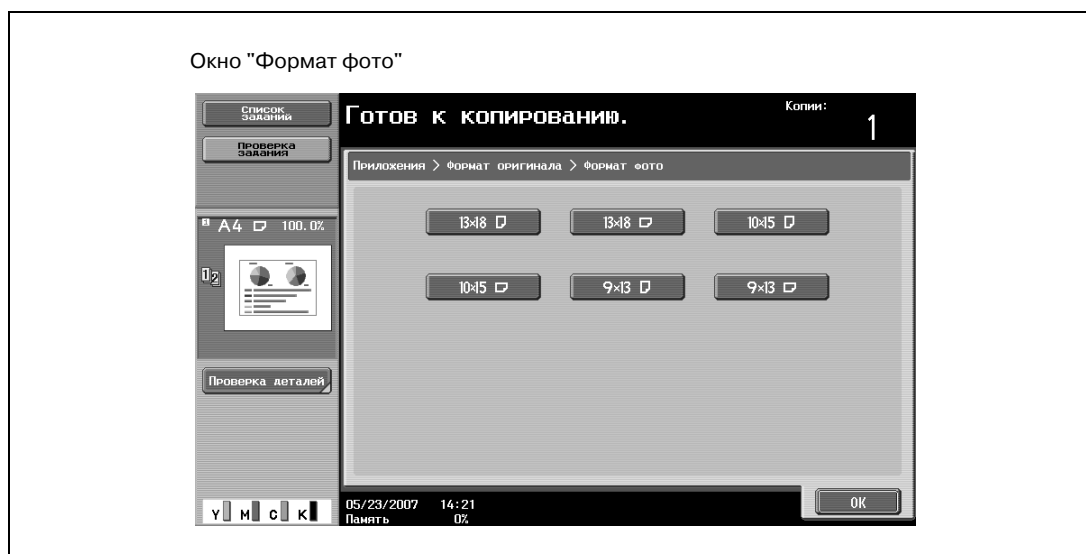 Окно "Формат фото"
Список заданий
Готов к копированию.
Копии:
1
Проверка задания
Приложения > Формат оригинала > Формат фото
A4 100.0%
13×18
13×18
10×15
1 2
10×15
9×13
9×13
Проверка деталей
Y M C K
05/23/2007 14:21
Память 0%
OK